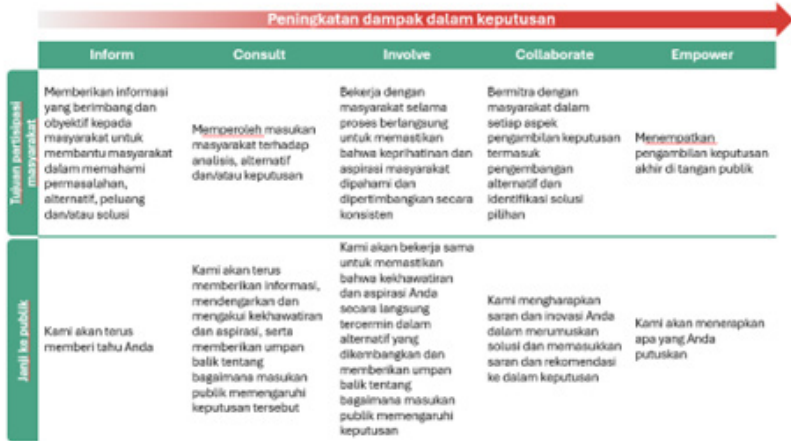 Peningkatan dampak dalam keputusan
Inform
Consult
Involve
Collaborate
Empower
Tujuan partisipasi
masyarakat
Memberikan informasi
yang berimbang dan
obyektif kepada
masyarakat untuk
membantu masyarakat
dalam memahami
permasalahan,
alternatif, peluang
dan/atau solusi
Memperoleh masukan
masyarakat terhadap
analisis, alternatif
dan/atau keputusan
Bekerja dengan
masyarakat selama
proses berlangsung
untuk memastikan
bahwa keprihatinan dan
aspirasi masyarakat
dipahami dan
dipertimbangkan secara
konsisten
Bermitra dengan
masyarakat dalam
setiap aspek
pengambilan keputusan
termasuk
pengembangan
alternatif dan
identifikasi solusi
pilihan
Menempatkan
pengambilan keputusan
akhir di tangan publik
Janji ke publik
Kami akan terus
memberi tahu Anda
Kami akan terus
memberikan informasi,
mendengarkan dan
mengakui kekhawatiran
dan aspirasi, serta
memberikan umpan
balik tentang
bagaimana masukan
publik memengaruhi
keputusan tersebut
Kami akan bekerja sama
untuk memastikan
bahwa kekhawatiran
dan aspirasi Anda
secara langsung
tercermin dalam
alternatif yang
dikembangkan dan
memberikan umpan
balik tentang
bagaimana masukan
publik memengaruhi
keputusan
Kami mengharapkan
saran dan inovasi Anda
dalam merumuskan
solusi dan memasukkan
saran dan rekomendasi
ke dalam keputusan
Kami akan menerapkan
apa yang Anda
putuskan